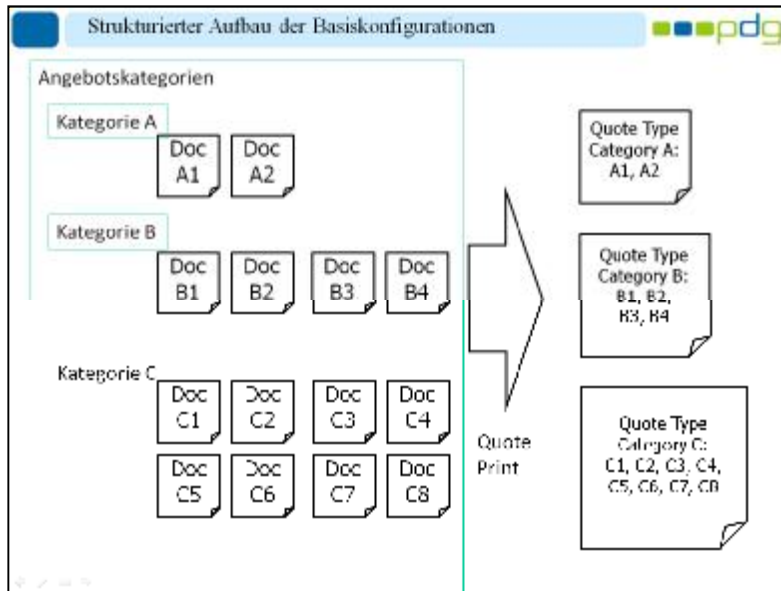 Strukturierter Aufbau der Basiskonfigurationen
pdg
Angebotskategorien
Kategorie A
Doc
A1
Doc
A2
Kategorie B
Doc
B1
Doc
B2
Doc
B3
Doc
B4
Kategorie C
Doc
C1
Doc
C2
Doc
C3
Doc
C4
Doc
C5
Doc
C6
Doc
C7
Doc
C8
Quote
Print
Quote Type
Category A:
A1, A2
Quote Type
Category B:
B1, B2,
B3, B4
Quote Type
Category C:
C1, C2, C3, C4,
C5, C6, C7, C8